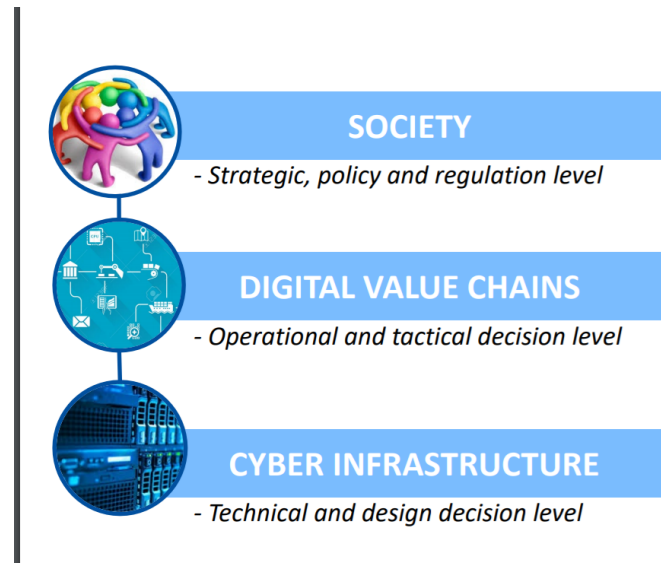 SOCIETY
- Strategic, policy and regulation level
DIGITAL VALUE CHAINS
- Operational and tactical decision level
CYBER INFRASTRUCTURE
- Technical and design decision level